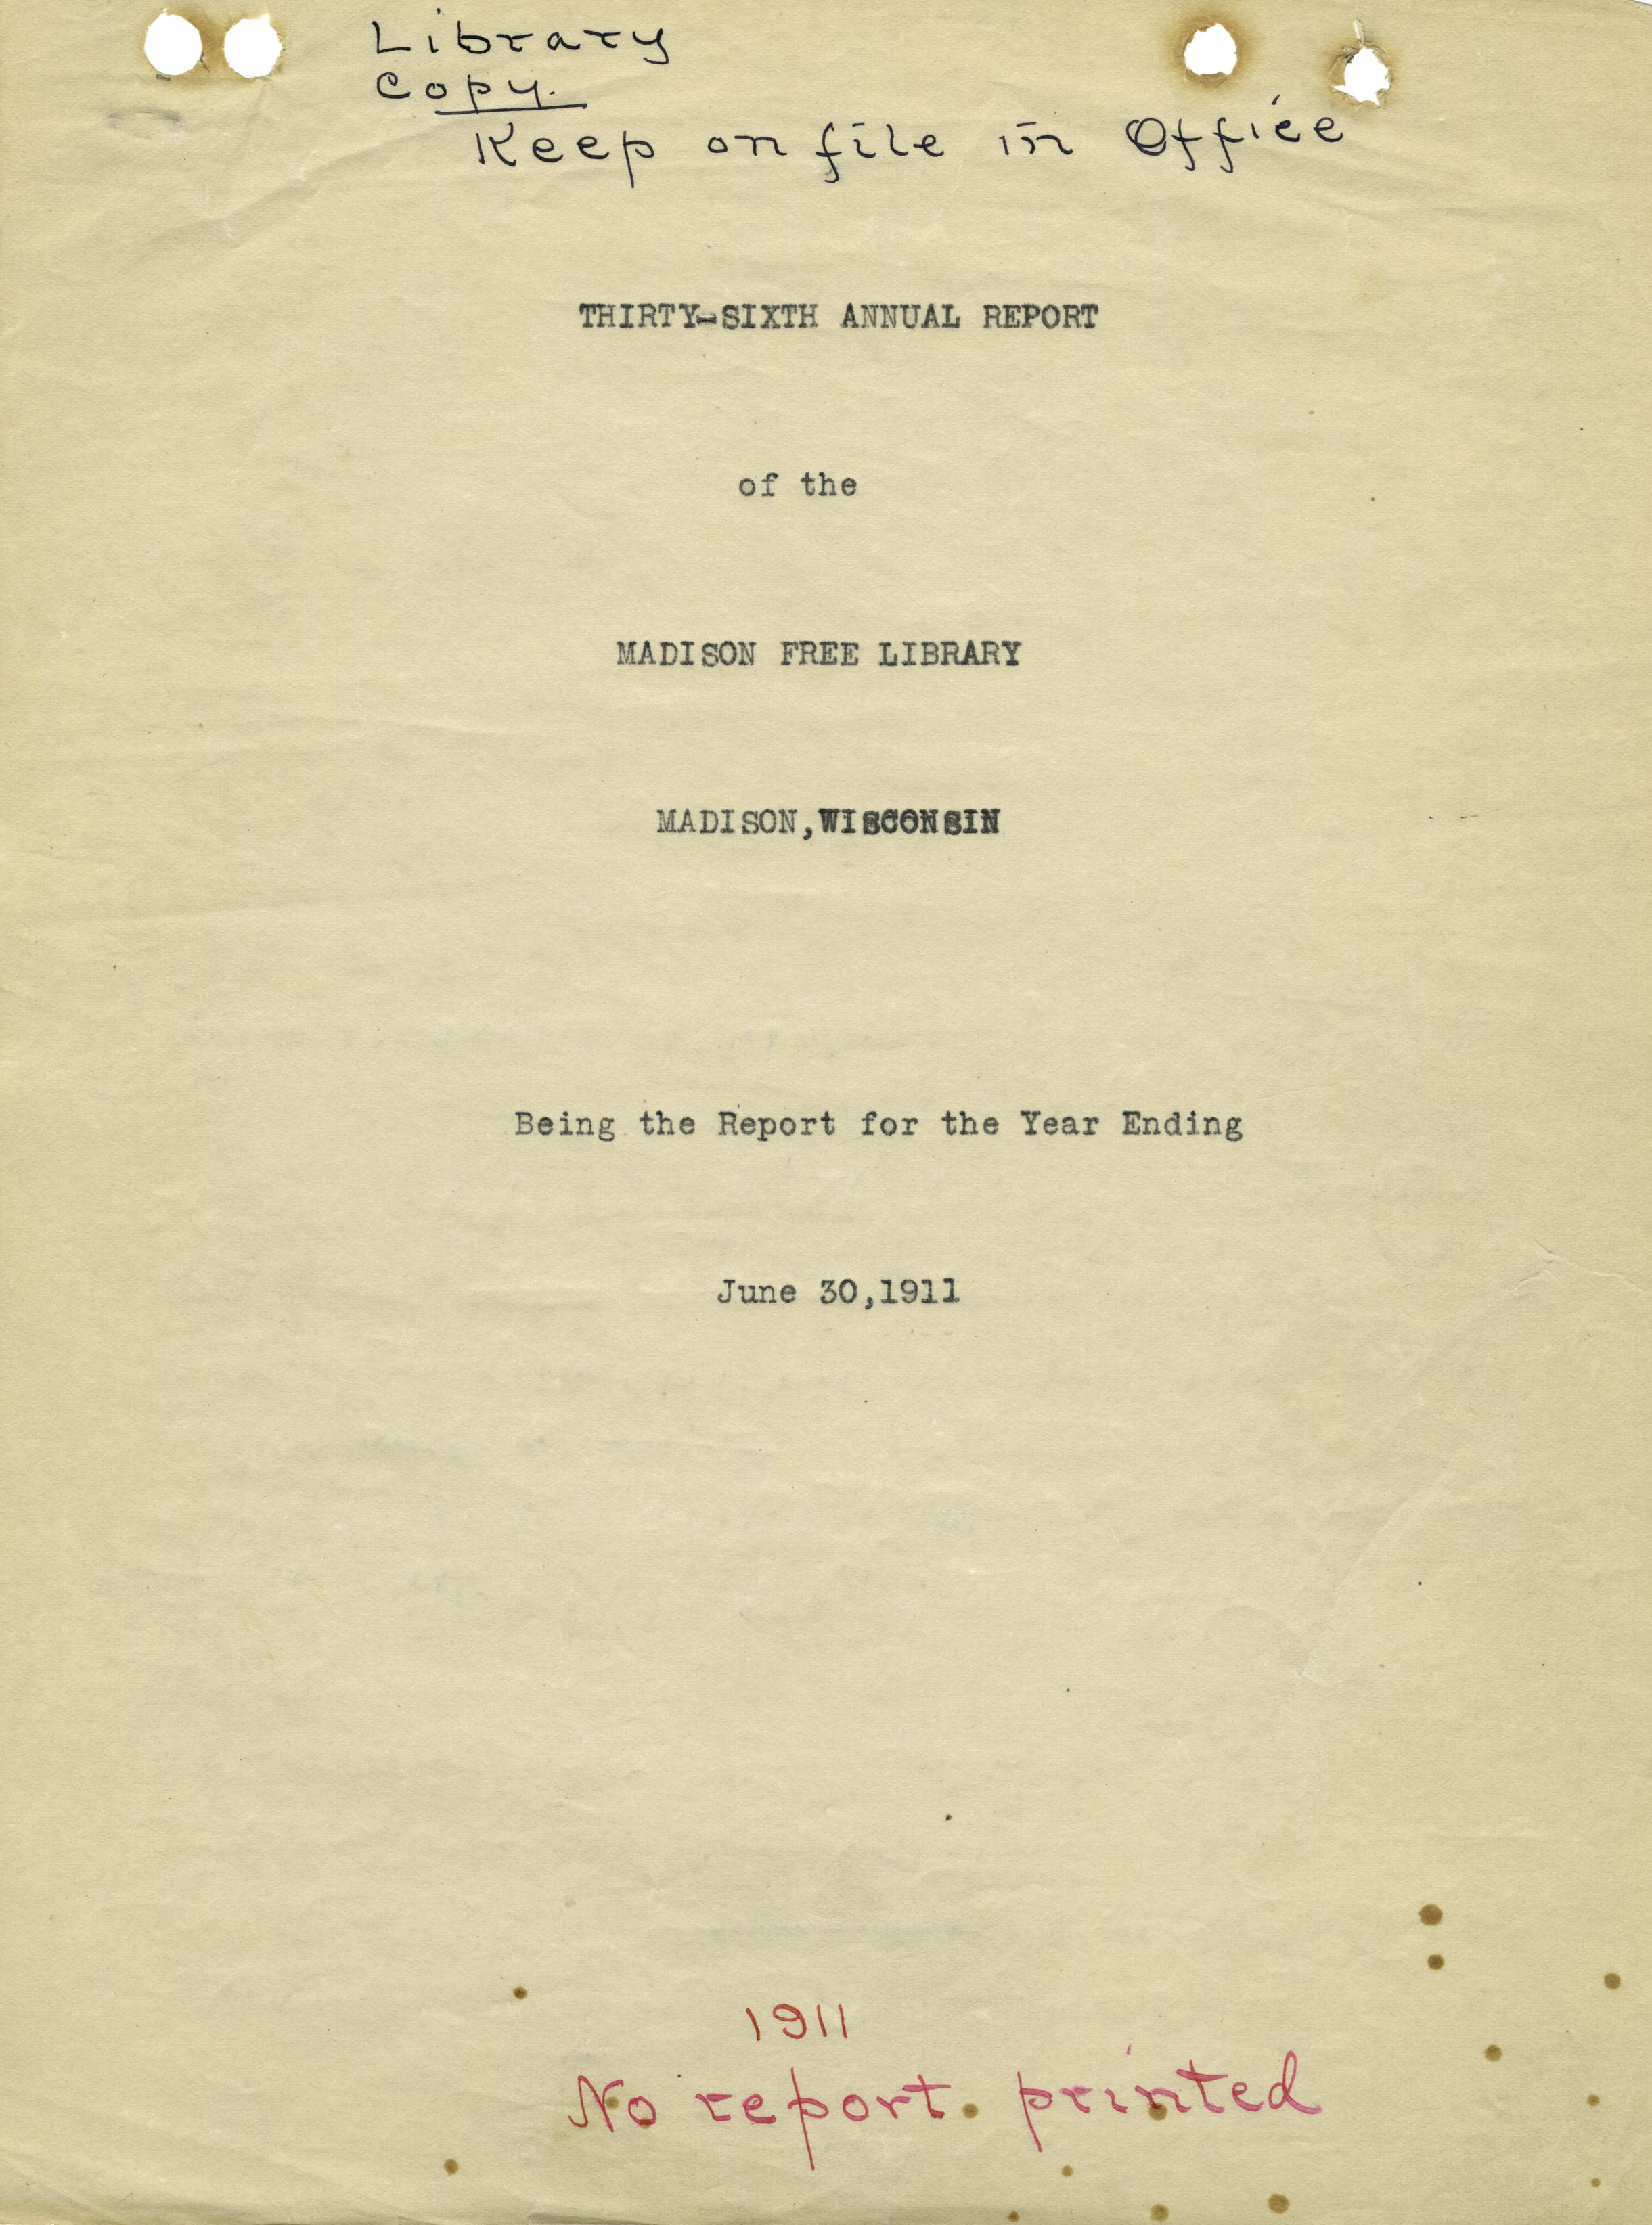 Library
Copy.
Keep on file in Office
THIRTY-SIXTH ANNUAL REPORT
of the
MADISON FREE LIBRARY
MADISON,WISCONSIN
Being the Report for the Year Ending
June 30,1911
1911
No report printed